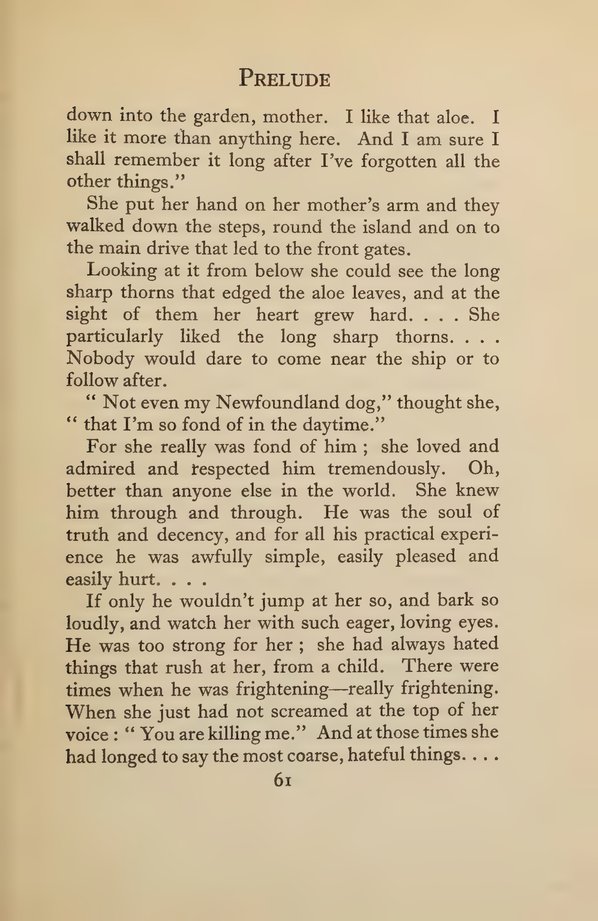 PRELUDE
down into the garden, mother. I like that aloe. I
like it more than anything here. And I am sure I
shall remember it long after I've forgotten all the
other things."
She put her hand on her mother's arm and they
walked down the steps, round the island and on to
the main drive that led to the front gates.
Looking at it from below she could see the long
sharp thorns that edged the aloe leaves, and at the
sight of them her heart grew hard. . . . She
particularly liked the long sharp thorns. . . .
Nobody would dare to come near the ship or to
follow after.
" Not even my Newfoundland dog," thought she,
" that I'm so fond of in the daytime."
For she really was fond of him ; she loved and
admired and respected him tremendously. Oh,
better than anyone else in the world. She knew
him through and through. He was the soul of
truth and decency, and for all his practical experi-
ence he was awfully simple, easily pleased and
easily hurt. . . .
If only he wouldn't jump at her so, and bark so
loudly, and watch her with such eager, loving eyes.
He was too strong for her ; she had always hated
things that rush at her, from a child. There were
times when he was frightening—really frightening.
When she just had not screamed at the top of her
voice : " You are killing me." And at those times she
had longed to say the most coarse, hateful things. . . .
61